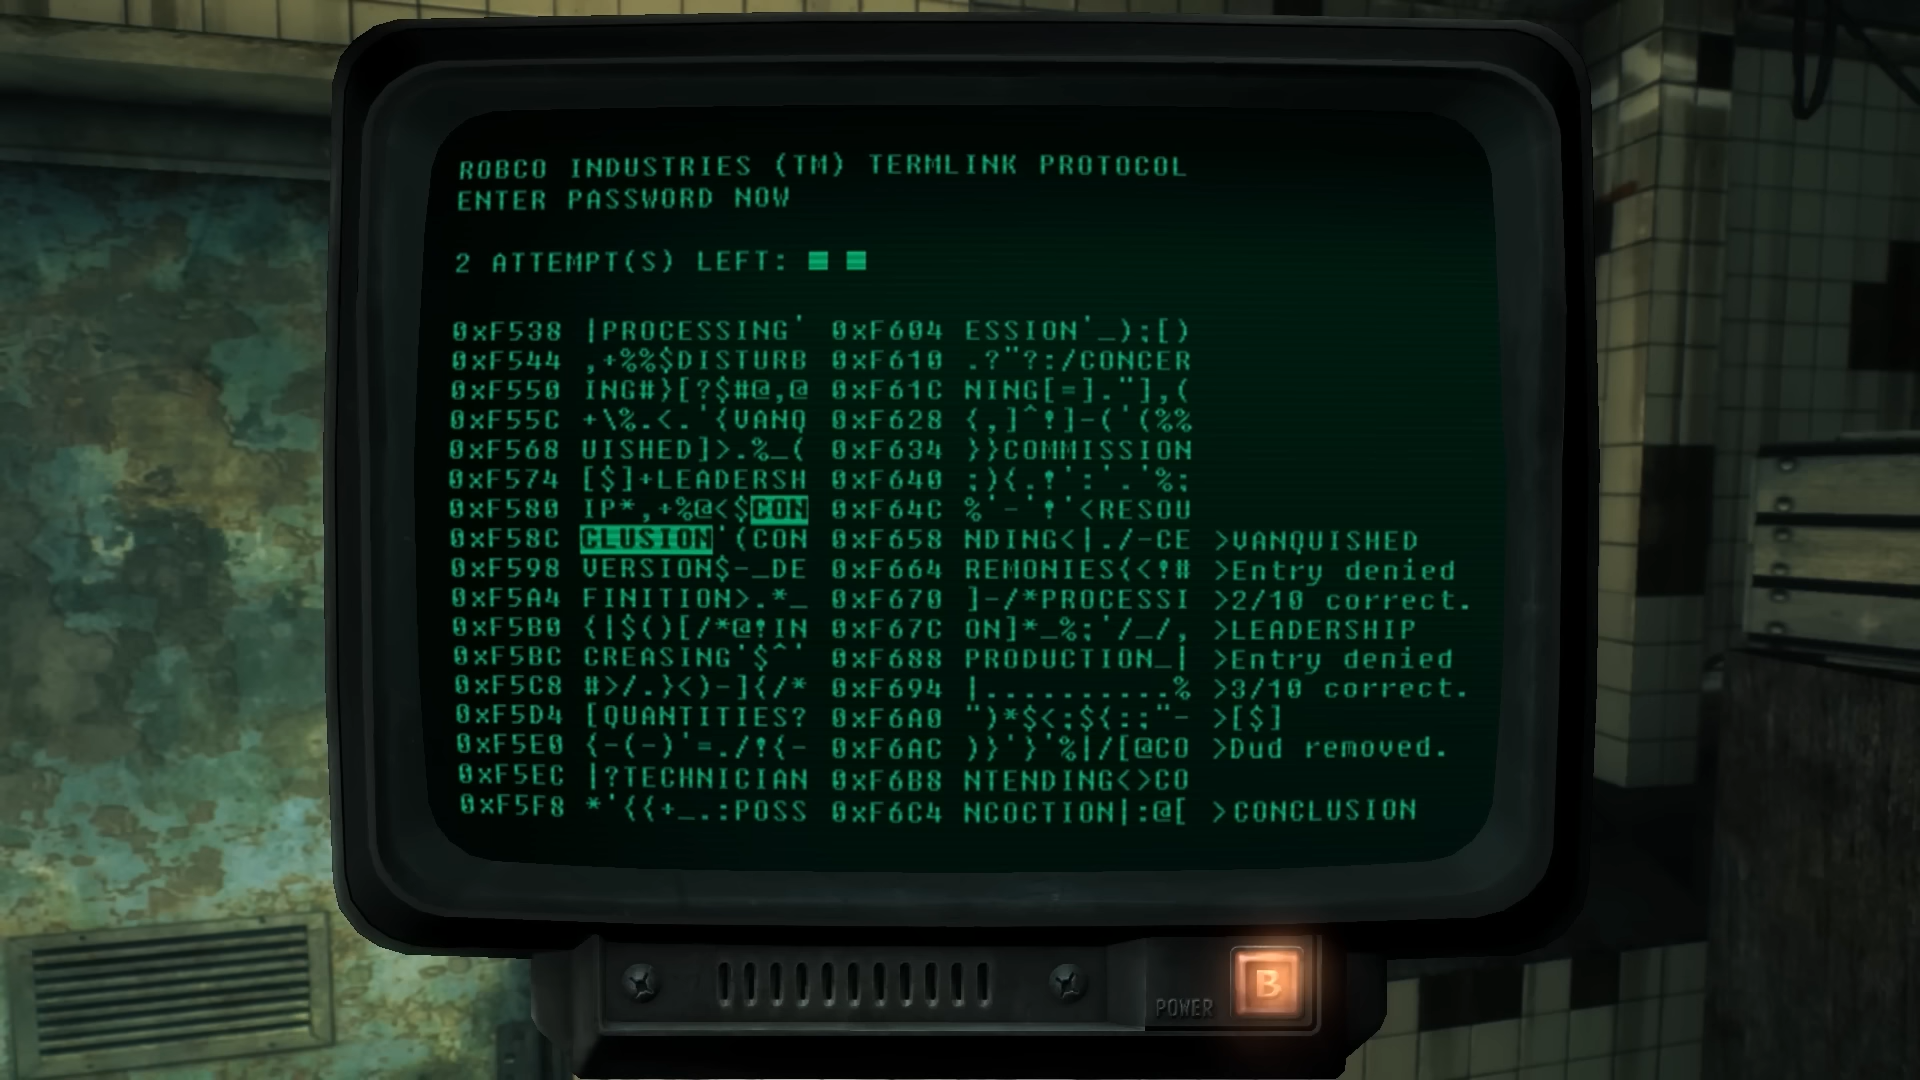 ROBCO INDUSTRIES (TM) TERMLINK PROTOCOL
ENTER PASSWORD NOW
2 ATTEMPT(S) LEFT:
0xF538 |PROCESSING' 0xF604 ESSION'_);[)
0xF544 ,+%%$DISTURB 0xF610 .?"?:/CONCER
0xF550 ING#}[?$#@,@ 0xF61C NING[=]."],(
0xF55C +\%.<.'{VANQ 0xF628 {,]^!]-('(%%
0xF568 UISHED]>.%_( 0xF634 }}COMMISSION
0xF574 [$]+LEADERSH 0xF640 ;){.!':'.'%;
0xF580 IP*,+%@<$CON 0xF64C %'-'!'<RESOU
0xF58C CLUSION'(CON 0xF658 NDING<|./-CE >VANQUISHED
0xF598 VERSION$-_DE 0xF664 REMONIES{<!# >Entry denied
0xF5A4 FINITION>.*_ 0xF670 ]-/*PROCESSI >2/10 correct.
0xF5B0 {|$()[/*@!IN 0xF67C ON]*_%;'/_/, >LEADERSHIP
0xF5BC CREASING'$^' 0xF688 PRODUCTION_| >Entry denied
0xF5C8 #>/.}<)-]{/* 0xF694 |..........% >3/10 correct.
0xF5D4 [QUANTITIES? 0xF6A0 ")*$<;${:;"- >[$]
0xF5E0 {-(-)'=./!{- 0xF6AC )}'}'%|/[@CO >Dud removed.
0xF5EC |?TECHNICIAN 0xF6B8 NTENDING<>CO
0xF5F8 *'{{+_.:POSS 0xF6C4 NCOCTION|:@[ >CONCLUSION
POWER
B